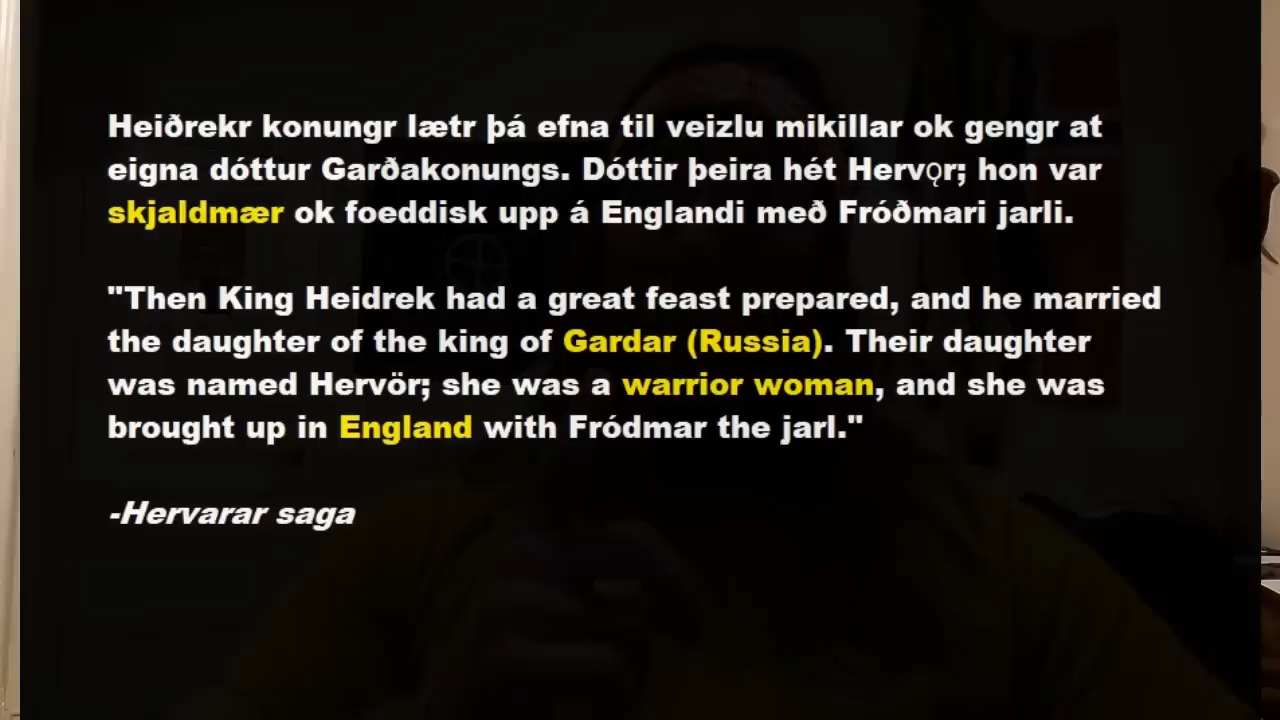 Heiðrekr konungr lætr þá efna til veizlu mikillar ok gengr at
eigna dóttur Garðakonungs. Dóttir þeira hét Hervǫr; hon var
skjaldmær ok foeddisk upp á Englandi með Fróðmari jarli.
"Then King Heidrek had a great feast prepared, and he married
the daughter of the king of Gardar (Russia). Their daughter
was named Hervör; she was a warrior woman, and she was
brought up in England with Fródmar the jarl."
-Hervarar saga